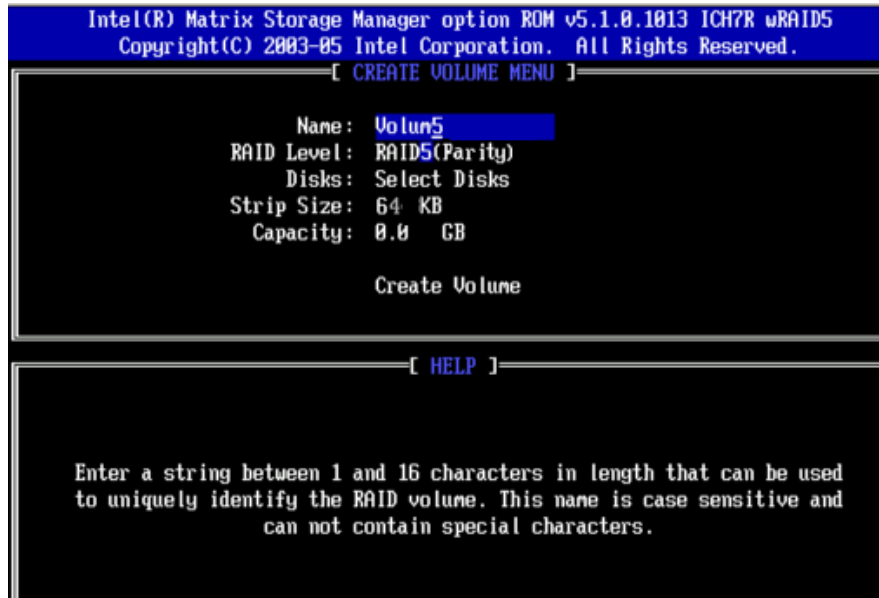 Intel(R) Matrix Storage Manager option ROM v5.1.0.1013 ICH7R wRAID5
Copyright(C) 2003-05 Intel Corporation. All Rights Reserved.
[ CREATE VOLUME MENU ]
Name: Volum5
RAID Level: RAID5(Parity)
Disks: Select Disks
Strip Size: 64 KB
Capacity: 0.0 GB
Create Volume
[ HELP ]
Enter a string between 1 and 16 characters in length that can be used
to uniquely identify the RAID volume. This name is case sensitive and
can not contain special characters.